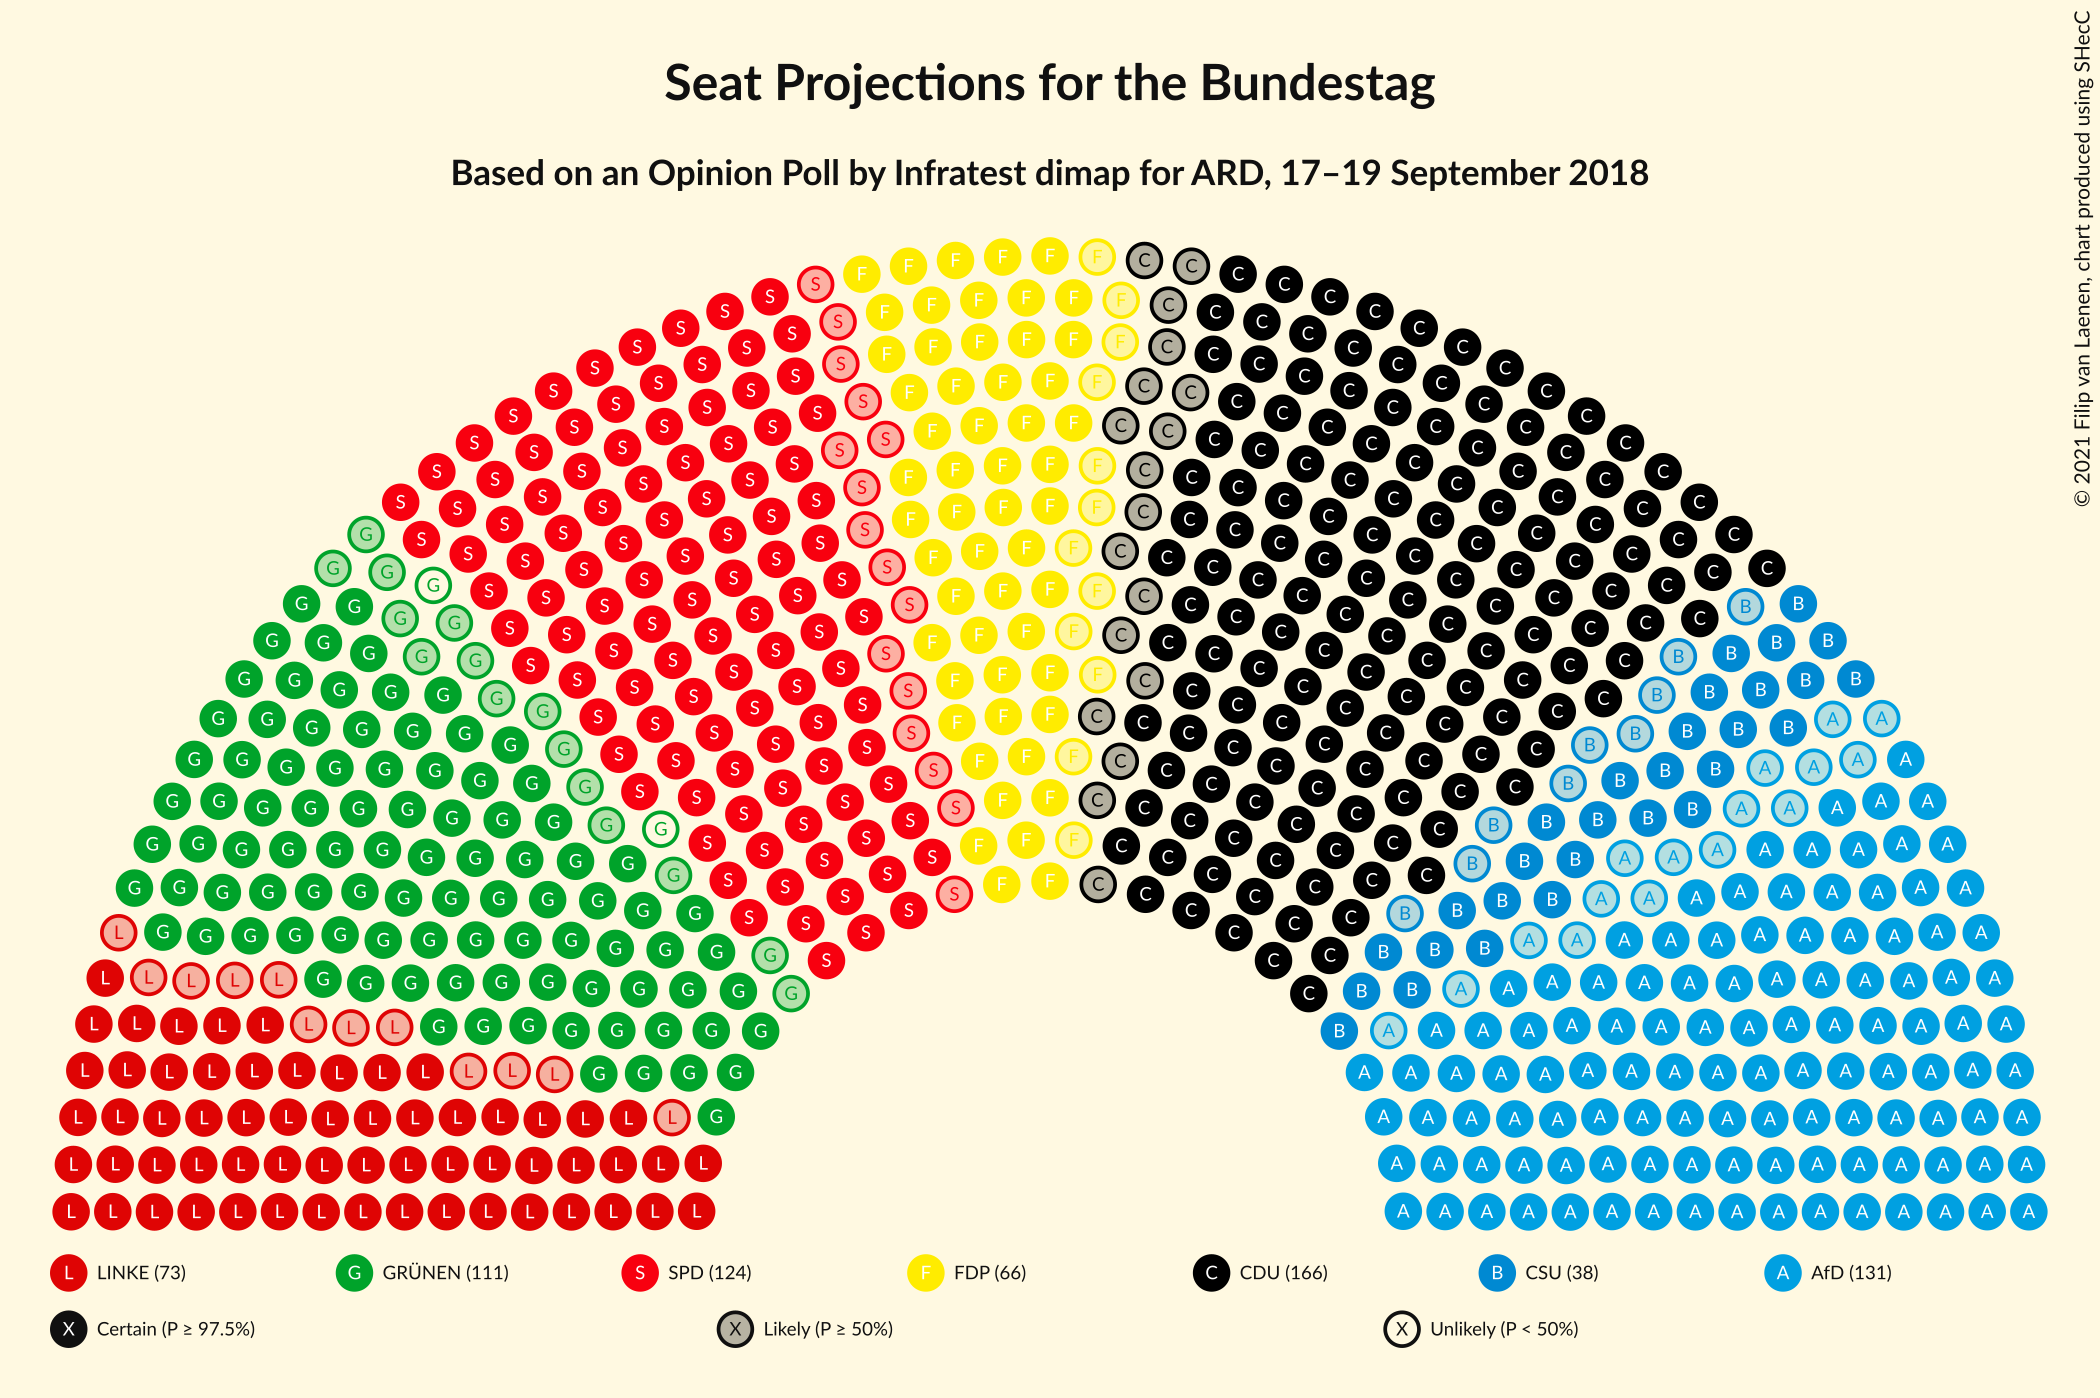 Seat Projections for the Bundestag
Based on an Opinion Poll by Infratest dimap for ARD, 17–19 September 2018
© 2021 Filip van Laenen, chart produced using SHecC
L LINKE (73) G GRÜNEN (111) S SPD (124) F FDP (66) C CDU (166) B CSU (38) A AfD (131)
X Certain (P ≥ 97.5%) X Likely (P ≥ 50%) X Unlikely (P < 50%)